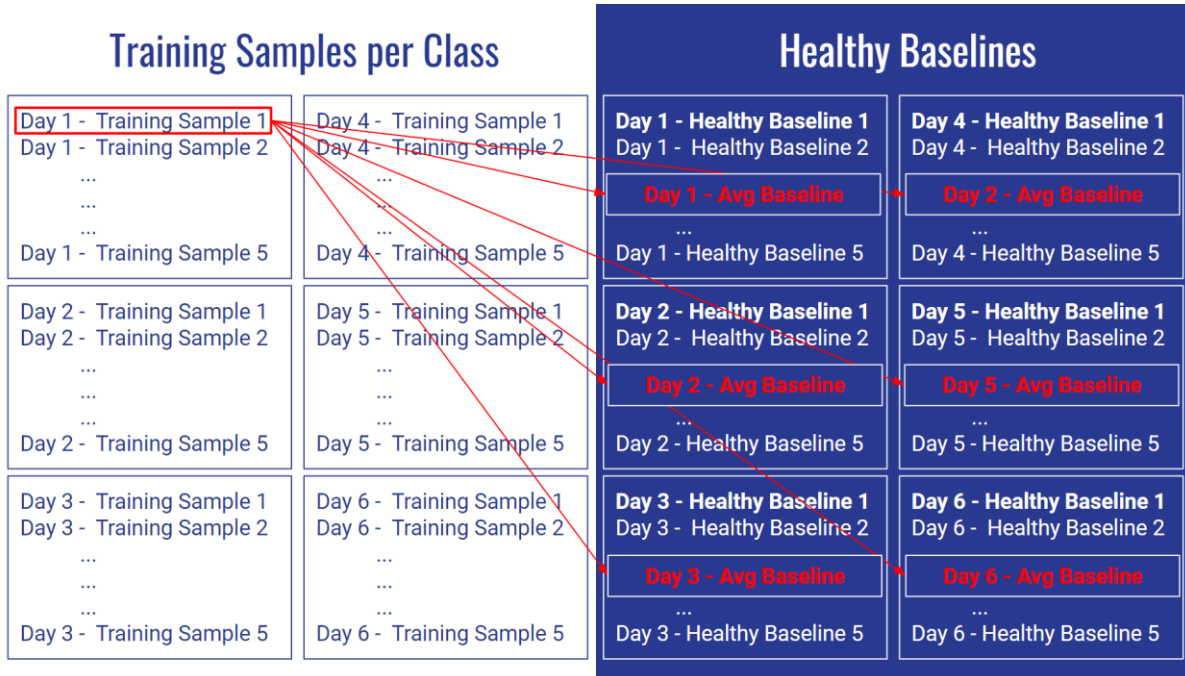 Training Samples per Class
Day 1 - Training Sample 1
Day 1 - Training Sample 2
...
...
...
Day 1 - Training Sample 5
Day 4 - Training Sample 1
Day 4 - Training Sample 2
...
...
...
Day 4 - Training Sample 5
Day 2 - Training Sample 1
Day 2 - Training Sample 2
...
...
...
Day 2 - Training Sample 5
Day 5 - Training Sample 1
Day 5 - Training Sample 2
...
...
...
Day 5 - Training Sample 5
Day 3 - Training Sample 1
Day 3 - Training Sample 2
...
...
...
Day 3 - Training Sample 5
Day 6 - Training Sample 1
Day 6 - Training Sample 2
...
...
...
Day 6 - Training Sample 5
Healthy Baselines
Day 1 - Healthy Baseline 1
Day 1 - Healthy Baseline 2
Day 1 - Avg Baseline
...
Day 1 - Healthy Baseline 5
Day 4 - Healthy Baseline 1
Day 4 - Healthy Baseline 2
Day 2 - Avg Baseline
...
Day 4 - Healthy Baseline 5
Day 2 - Healthy Baseline 1
Day 2 - Healthy Baseline 2
Day 2 - Avg Baseline
...
Day 2 - Healthy Baseline 5
Day 5 - Healthy Baseline 1
Day 5 - Healthy Baseline 2
Day 5 - Avg Baseline
...
Day 5 - Healthy Baseline 5
Day 3 - Healthy Baseline 1
Day 3 - Healthy Baseline 2
Day 3 - Avg Baseline
...
Day 3 - Healthy Baseline 5
Day 6 - Healthy Baseline 1
Day 6 - Healthy Baseline 2
Day 6 - Avg Baseline
...
Day 6 - Healthy Baseline 5